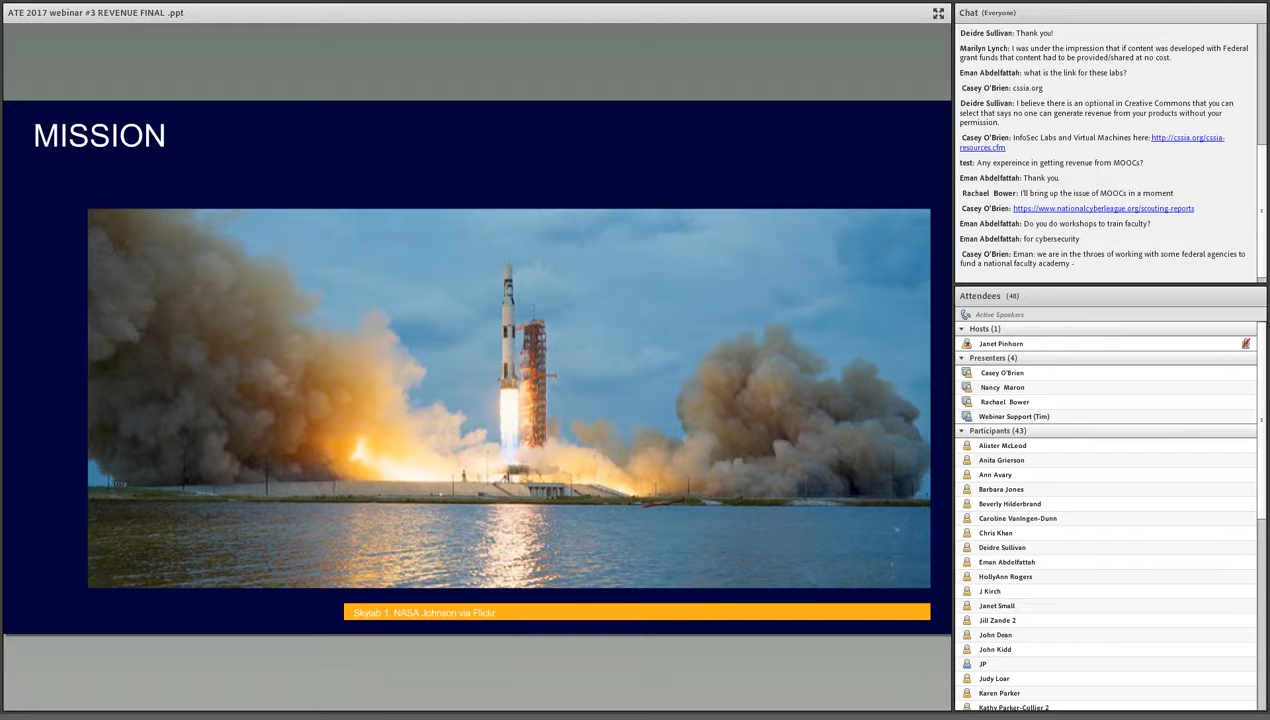 ATE 2017 webinar #3 REVENUE FINAL .ppt
MISSION
Skylab 1. NASA Johnson via Flickr
Chat (Everyone)
Deidre Sullivan: Thank you!
Marilyn Lynch: I was under the impression that if content was developed with Federal
grant funds that content had to be provided/shared at no cost.
Eman Abdelfattah: what is the link for these labs?
Casey O'Brien: cssia.org
Deidre Sullivan: I believe there is an optional in Creative Commons that you can
select that says no one can generate revenue from your products without your
permission.
Casey O'Brien: InfoSec Labs and Virtual Machines here: http://cssia.org/cssia-
resources.cfm
test: Any expereince in getting revenue from MOOCs?
Eman Abdelfattah: Thank you.
Rachael Bower: I'll bring up the issue of MOOCs in a moment
Casey O'Brien: https://www.nationalcyberleague.org/scouting-reports
Eman Abdelfattah: Do you do workshops to train faculty?
Eman Abdelfattah: for cybersecurity
Casey O'Brien: Eman: we are in the throes of working with some federal agencies to
fund a national faculty academy -
Attendees (48)
Active Speakers
Hosts (1)
Janet Pinhorn
Presenters (4)
Casey O'Brien
Nancy Maron
Rachael Bower
Webinar Support (Tim)
Participants (43)
Alister McLeod
Anita Grierson
Ann Avary
Barbara Jones
Beverly Hilderbrand
Caroline VanIngen-Dunn
Chris Khan
Deidre Sullivan
Eman Abdelfattah
HollyAnn Rogers
J Kirch
Janet Small
Jill Zande 2
John Dean
John Kidd
JP
Judy Loar
Karen Parker
Kathy Parker-Collier 2